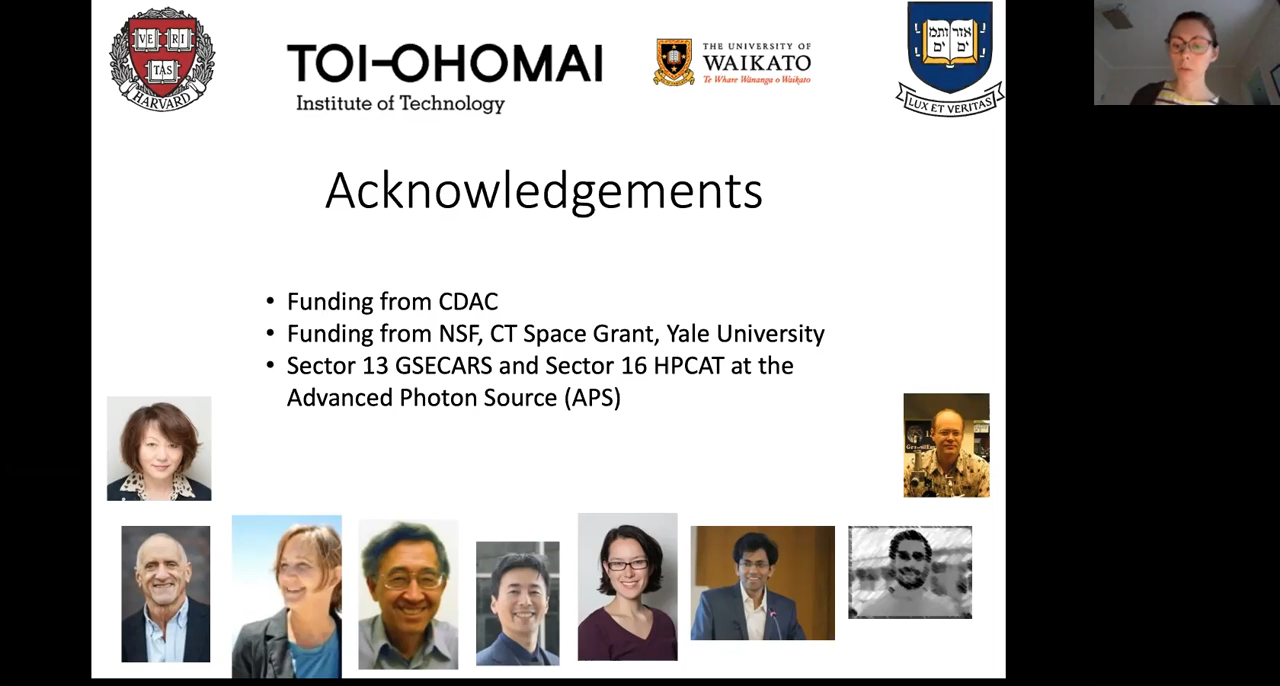 VE RI
TAS
HARVARD
TOI-OHOMAI
Institute of Technology
THE UNIVERSITY OF
WAIKATO
Te Whare Wānanga o Waikato
אורים
ותמים
LUX ET VERITAS
Acknowledgements
• Funding from CDAC
• Funding from NSF, CT Space Grant, Yale University
• Sector 13 GSECARS and Sector 16 HPCAT at the
Advanced Photon Source (APS)